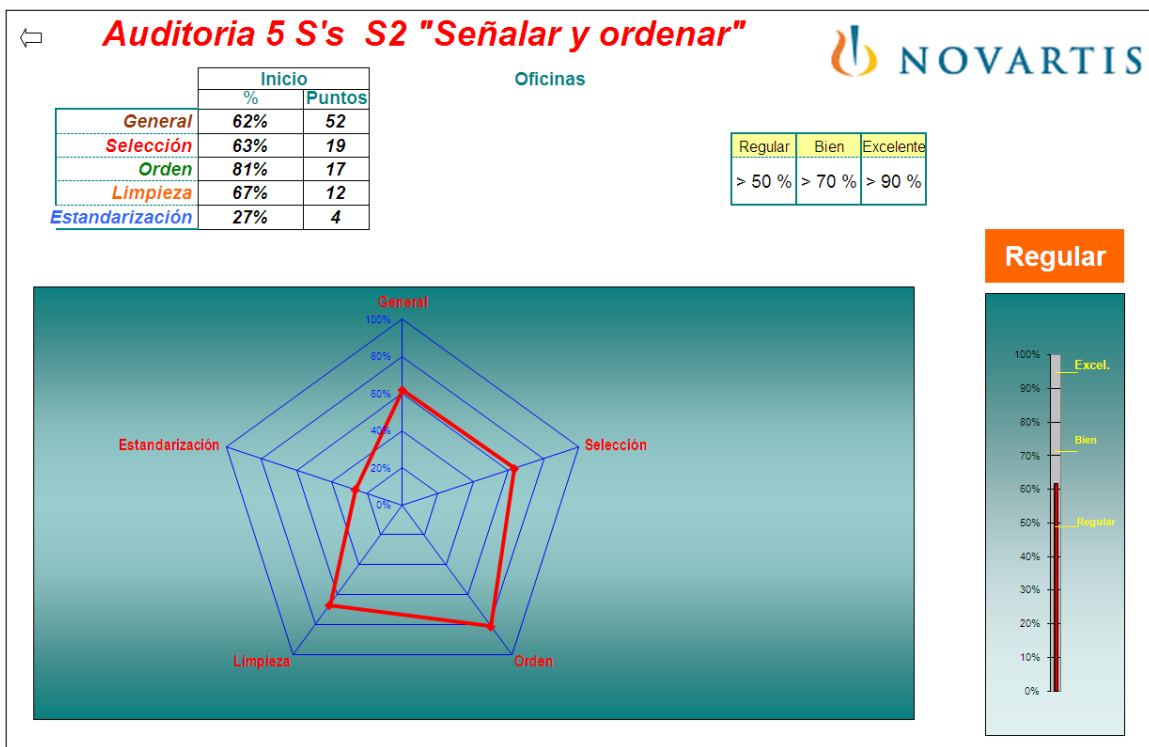 Auditoria 5 S's S2 "Señalar y ordenar"
NOVARTIS
Oficinas
Inicio
% Puntos
General 62% 52
Selección 63% 19
Orden 81% 17
Limpieza 67% 12
Estandarización 27% 4
Regular Bien Excelente
> 50 % > 70 % > 90 %
Regular
General
100%
80%
60%
40%
20%
0%
Estandarización
Selección
Limpieza
Orden
100%
Excel.
90%
80%
Bien
70%
60%
50%
Regular
40%
30%
20%
10%
0%